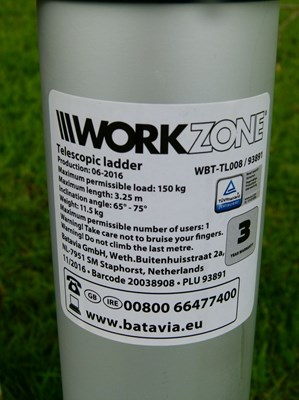 WORKZONE®
Telescopic ladder
WBT-TL008 / 93891
Production: 06-2016
Maximum permissible load: 150 kg
Maximum length: 3.25 m
Inclination angle: 65° - 75°
Weight: 11.5 kg
Maximum permissible number of users: 1
Warning! Take care not to bruise your fingers.
Warning! Do not climb the last metre.
Batavia GmbH, Weth.Buitenhuisstraat 2a,
NL-7951 SM Staphorst, Netherlands
11/2016 • Barcode 20038908 • PLU 93891
3
GB IRE 00800 66477400
www.batavia.eu